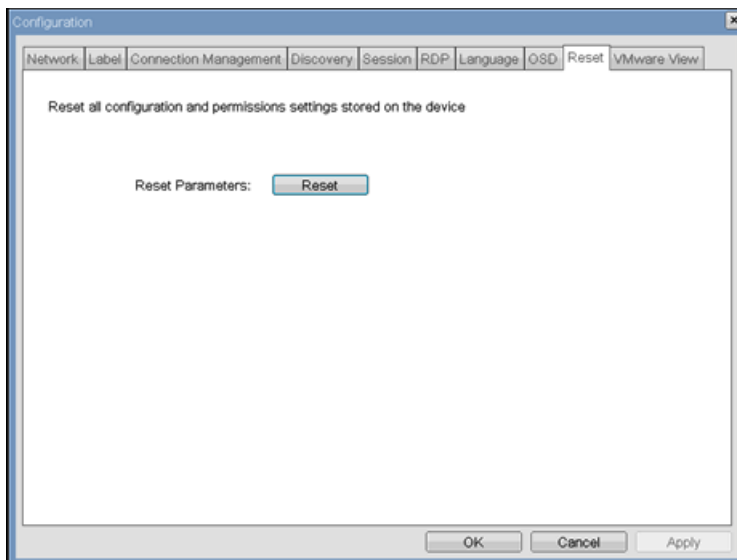 Configuration
Network Label Connection Management Discovery Session RDP Language OSD Reset VMware View
Reset all configuration and permissions settings stored on the device
Reset Parameters: Reset
OK Cancel Apply